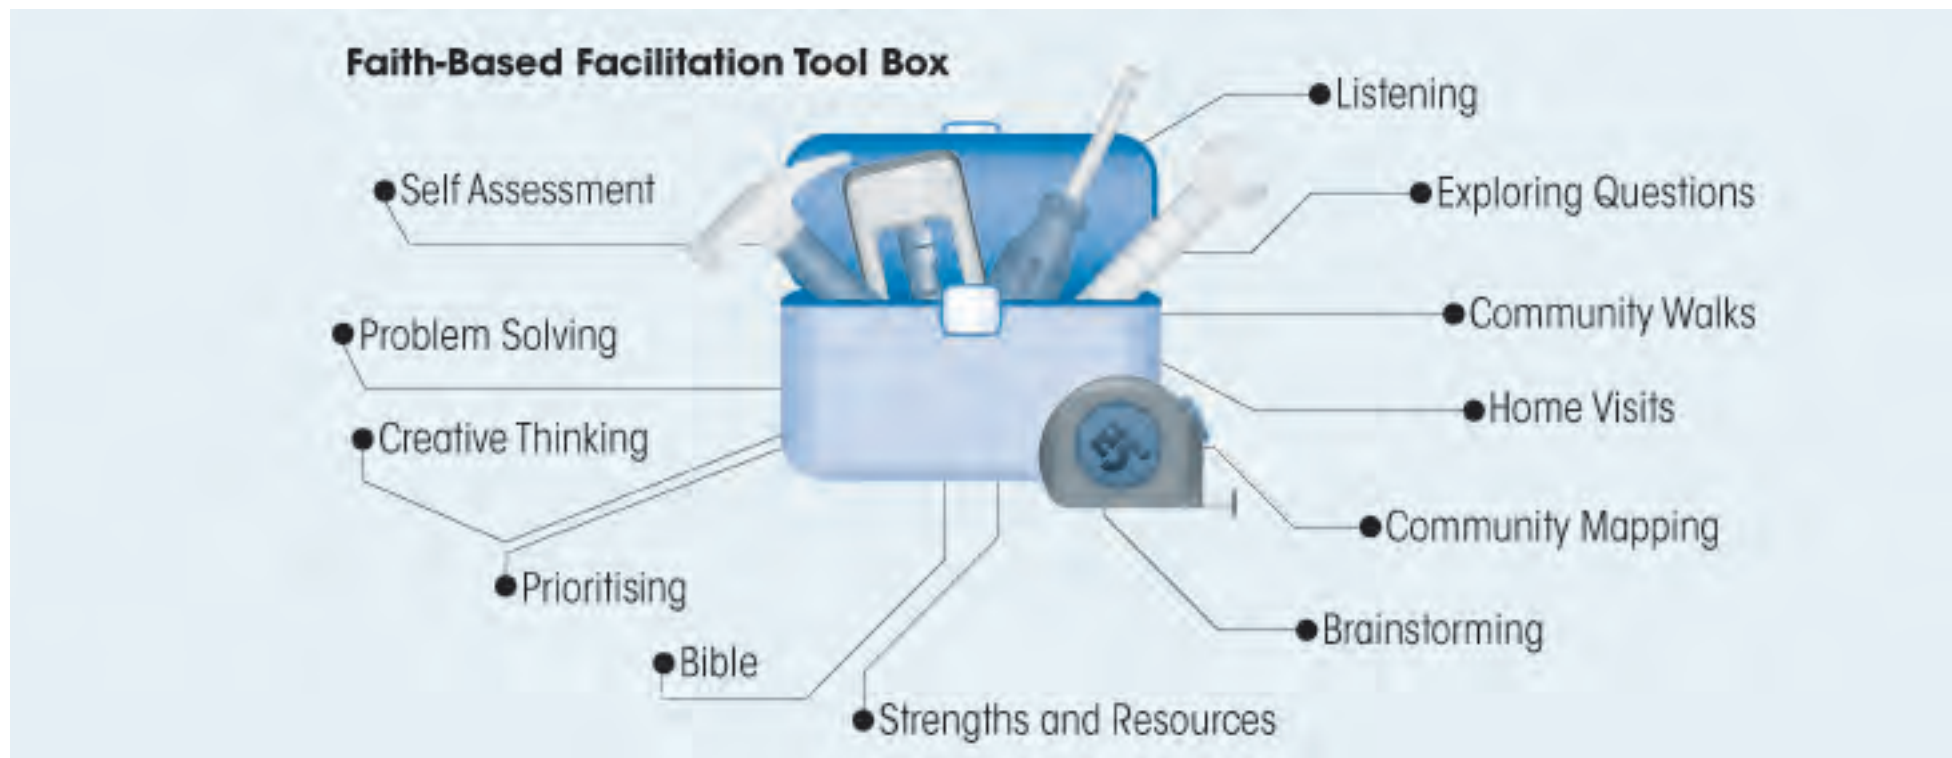 Faith-Based Facilitation Tool Box
Listening
Self Assessment
Exploring Questions
Community Walks
Problem Solving
Home Visits
Creative Thinking
Community Mapping
Prioritising
Brainstorming
Bible
Strengths and Resources